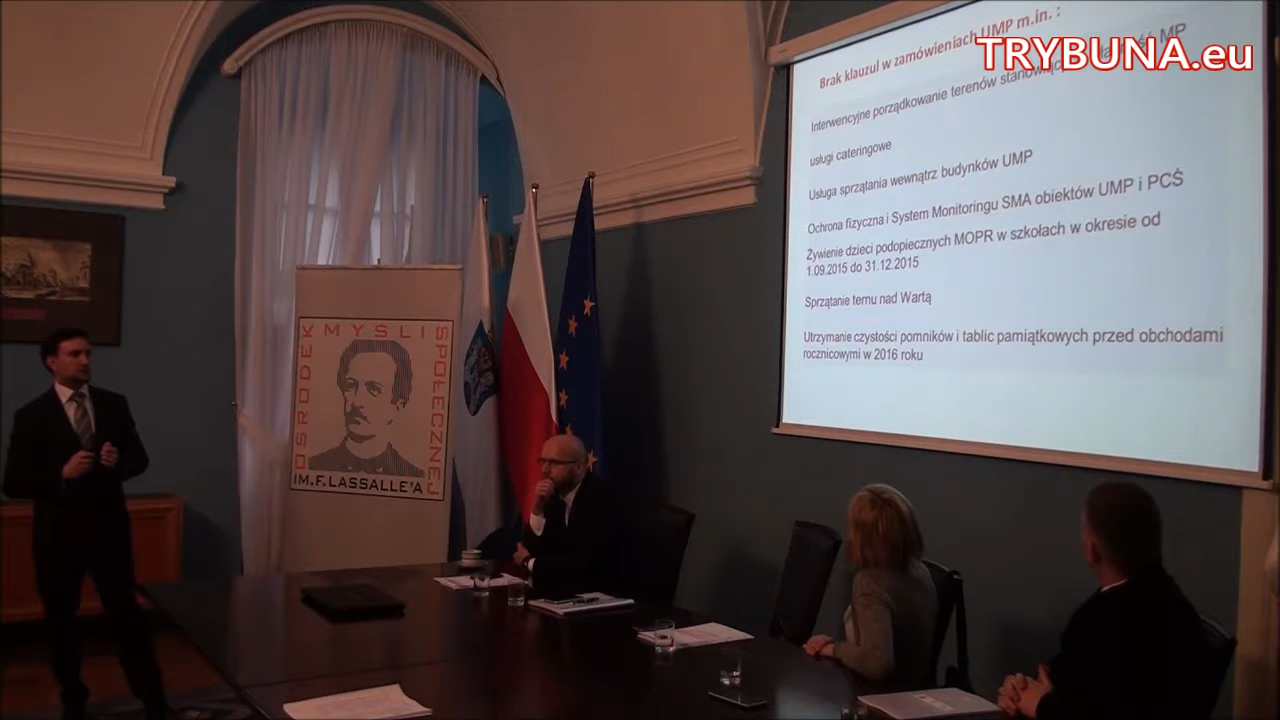 TRYBUNA.eu
Brak klauzul w zamówieniach UMP m.in. :
Interwencyjne porządkowanie terenów MP
usługi cateringowe
Usługa sprzątania wewnątrz budynków UMP
Ochrona fizyczna i System Monitoringu SMA obiektów UMP i PCŚ
Żywienie dzieci podopiecznych MOPR w szkołach w okresie od
1.09.2015 do 31.12.2015
Sprzątanie ternu nad Wartą
Utrzymanie czystości pomników i tablic pamiątkowych przed obchodami
rocznicowymi w 2016 roku
OŚRODEK
MYŚLI
SPOŁECZNEJ
IM.F.LASSALLE'A